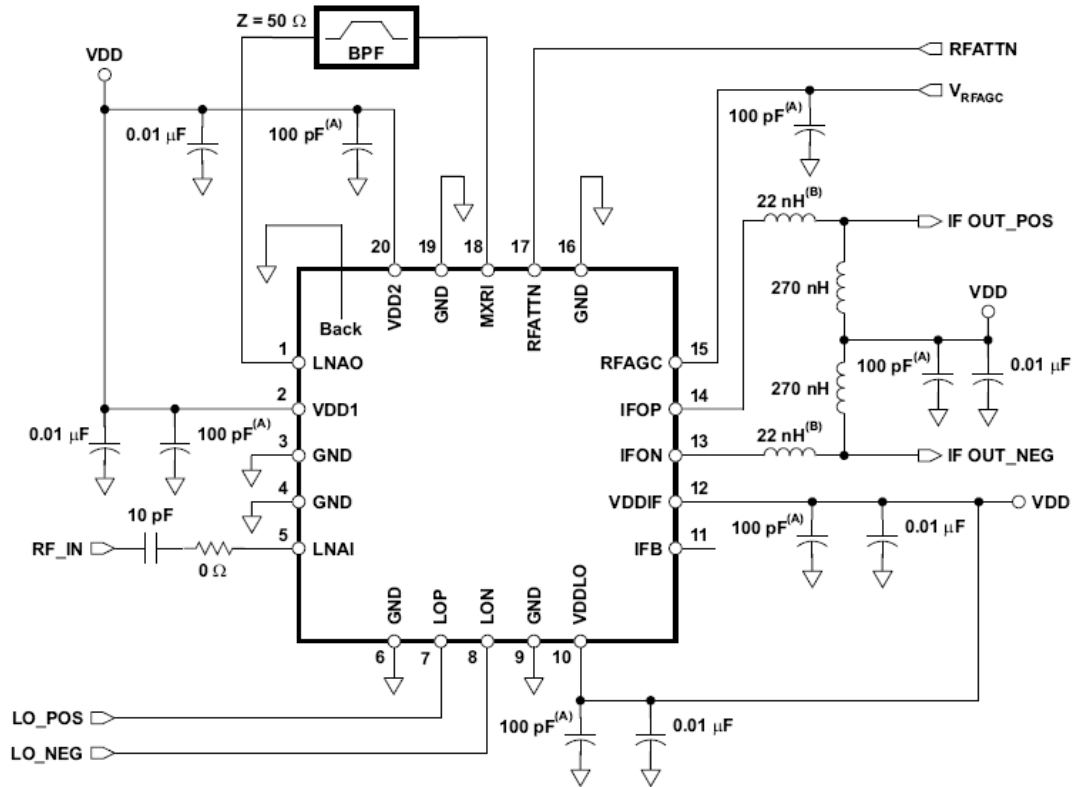 Z = 50 Ω
BPF
RFATTN
VDD
V_RFAGC
0.01 µF
100 pF(A)
100 pF(A)
22 nH(B)
IF OUT_POS
20
19
18
17
16
VDD2
GND
MXRI
RFATTN
GND
270 nH
VDD
Back
1
LNAO
RFAGC
15
100 pF(A)
0.01 µF
2
VDD1
IFOP
14
270 nH
0.01 µF
100 pF(A)
3
GND
IFON
13
22 nH(B)
IF OUT_NEG
4
GND
VDDIF
12
VDD
10 pF
RF_IN
0 Ω
5
LNAI
IFB
11
100 pF(A)
0.01 µF
GND
LOP
LON
GND
VDDLO
6
7
8
9
10
LO_POS
LO_NEG
100 pF(A)
0.01 µF